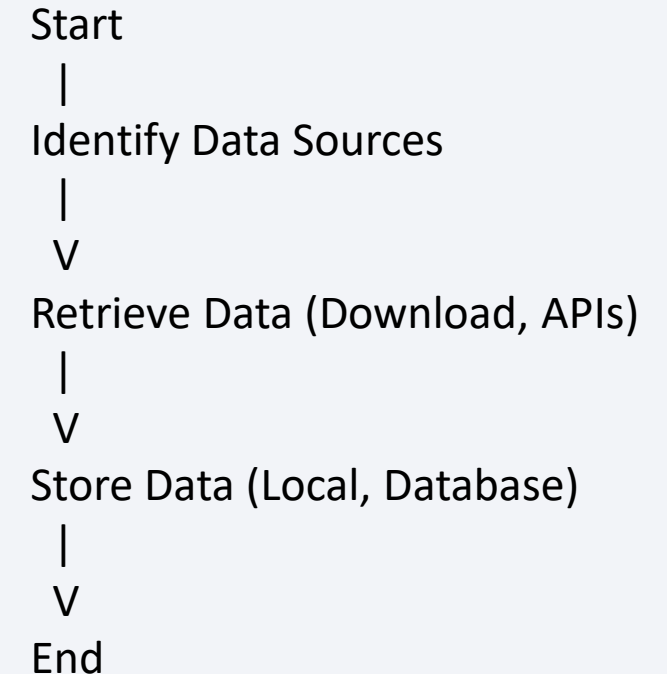 Start
|
Identify Data Sources
|
V
Retrieve Data (Download, APIs)
|
V
Store Data (Local, Database)
|
V
End